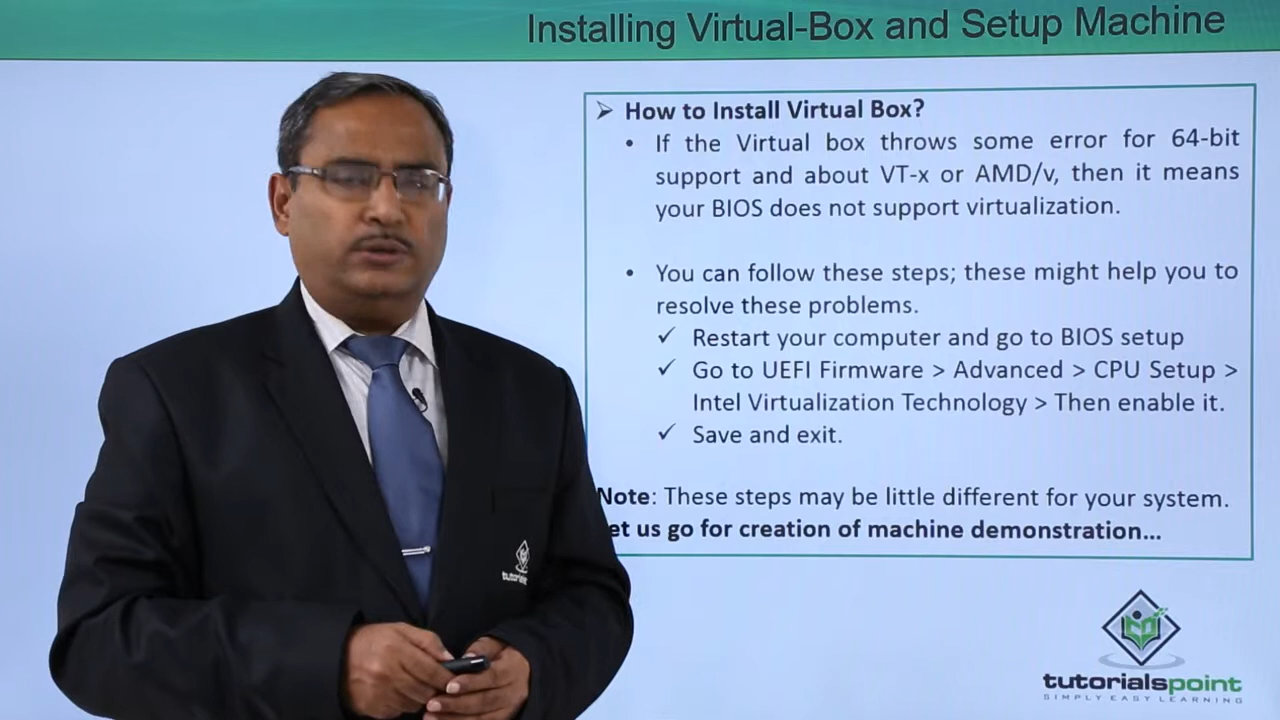 Installing Virtual-Box and Setup Machine
➢ How to Install Virtual Box?
• If the Virtual box throws some error for 64-bit
support and about VT-x or AMD/v, then it means
your BIOS does not support virtualization.
• You can follow these steps; these might help you to
resolve these problems.
✓ Restart your computer and go to BIOS setup
✓ Go to UEFI Firmware > Advanced > CPU Setup >
Intel Virtualization Technology > Then enable it.
✓ Save and exit.
Note: These steps may be little different for your system.
et us go for creation of machine demonstration...
tutorialspoint
SIMPLY EASY LEARNING